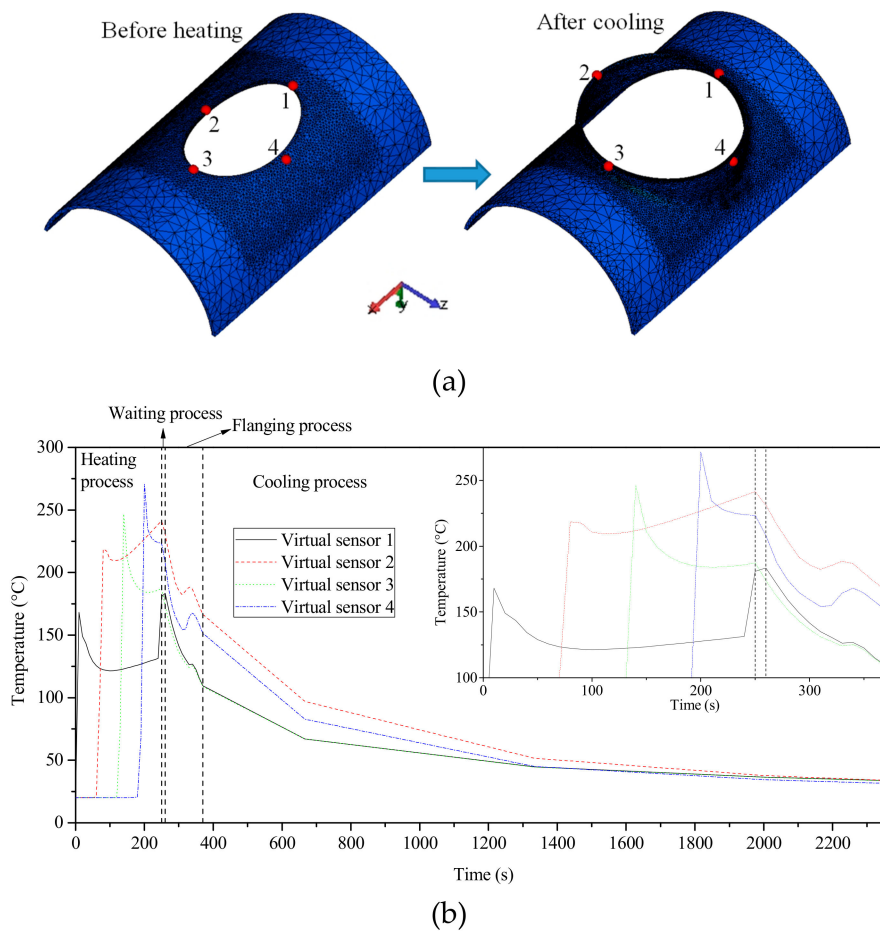 Before heating
After cooling
1
2
3
4
2
1
3
4
x
y
z
(a)
Waiting process
Flanging process
Heating
process
Cooling process
Virtual sensor 1
Virtual sensor 2
Virtual sensor 3
Virtual sensor 4
Temperature (°C)
300
250
200
150
100
50
0
0 200 400 600 800 1000 1200 1400 1600 1800 2000 2200
Time (s)
Temperature (°C)
250
200
150
100
0 100 200 300
Time (s)
(b)